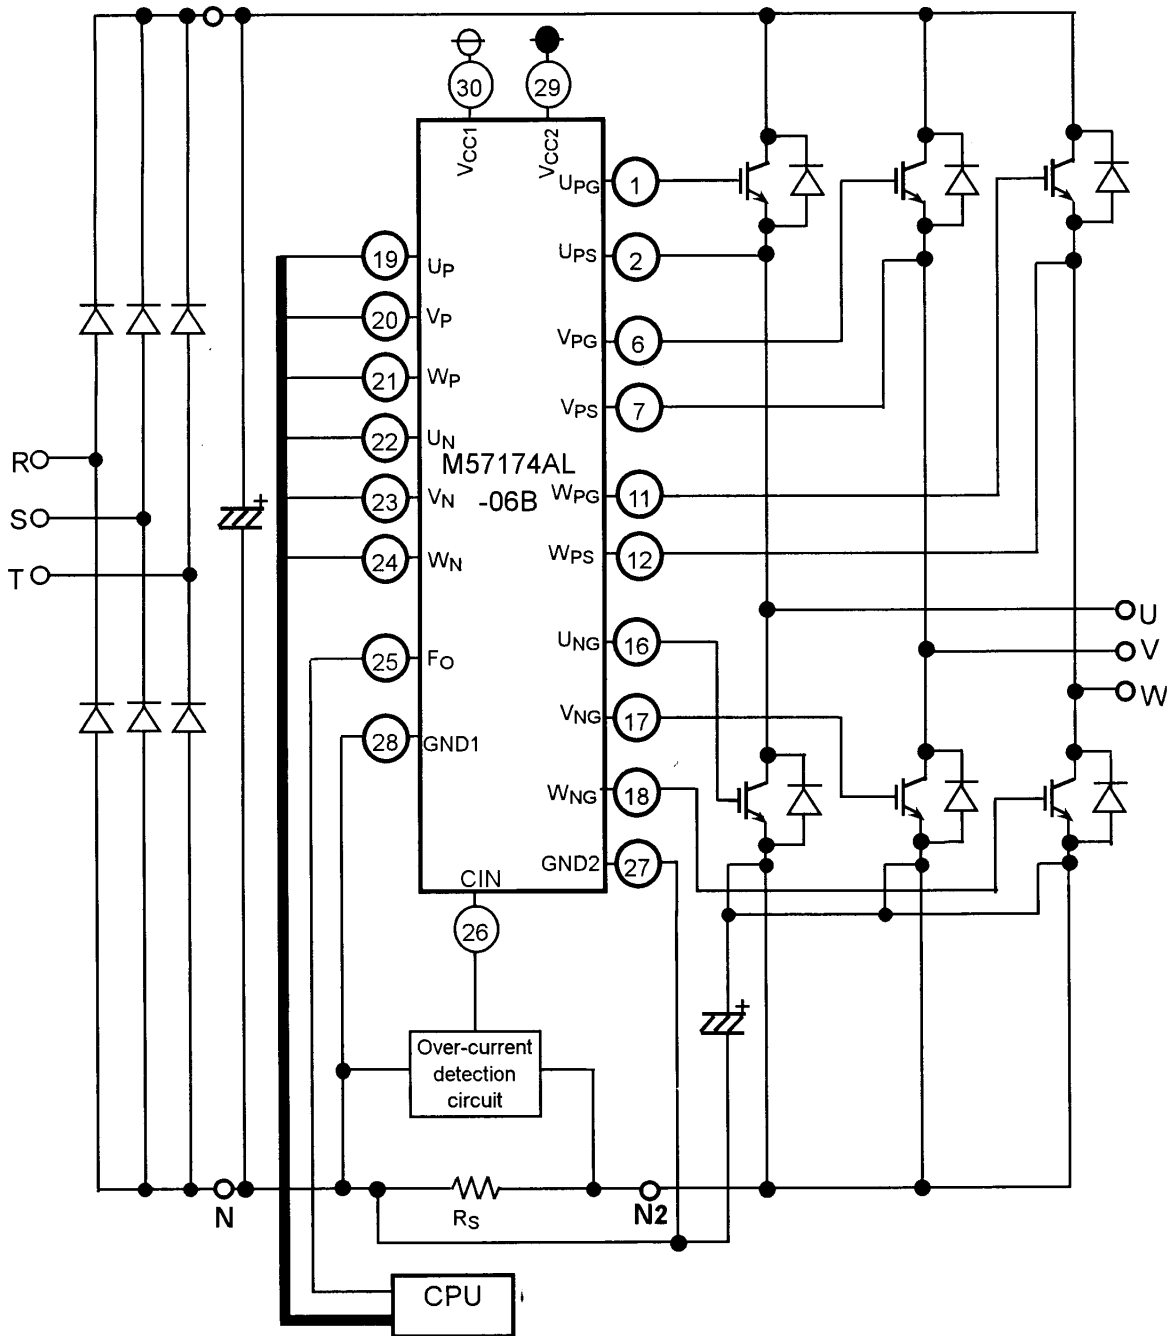 30
29
VCC1
VCC2
UPG
1
19
UP
UPS
2
20
VP
VPG
6
21
WP
VPS
7
22
UN
R
M57174AL
-06B
23
VN
WPG
11
S
24
WN
WPS
12
T
U
25
FO
UNG
16
V
W
28
GND1
VNG
17
WNG
18
CIN
GND2
27
26
+
+
Over-current
detection
circuit
N
RS
N2
CPU